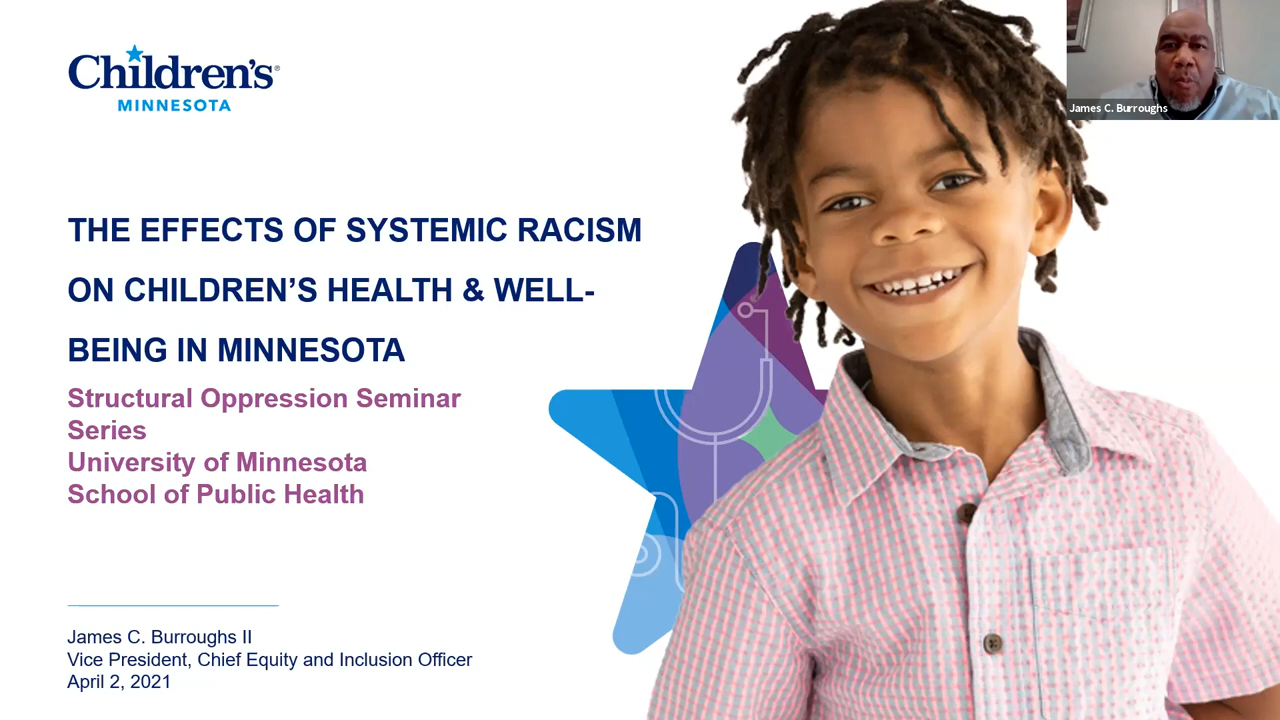 Children's®
MINNESOTA
James C. Burroughs
THE EFFECTS OF SYSTEMIC RACISM
ON CHILDREN’S HEALTH & WELL-
BEING IN MINNESOTA
Structural Oppression Seminar
Series
University of Minnesota
School of Public Health
James C. Burroughs II
Vice President, Chief Equity and Inclusion Officer
April 2, 2021